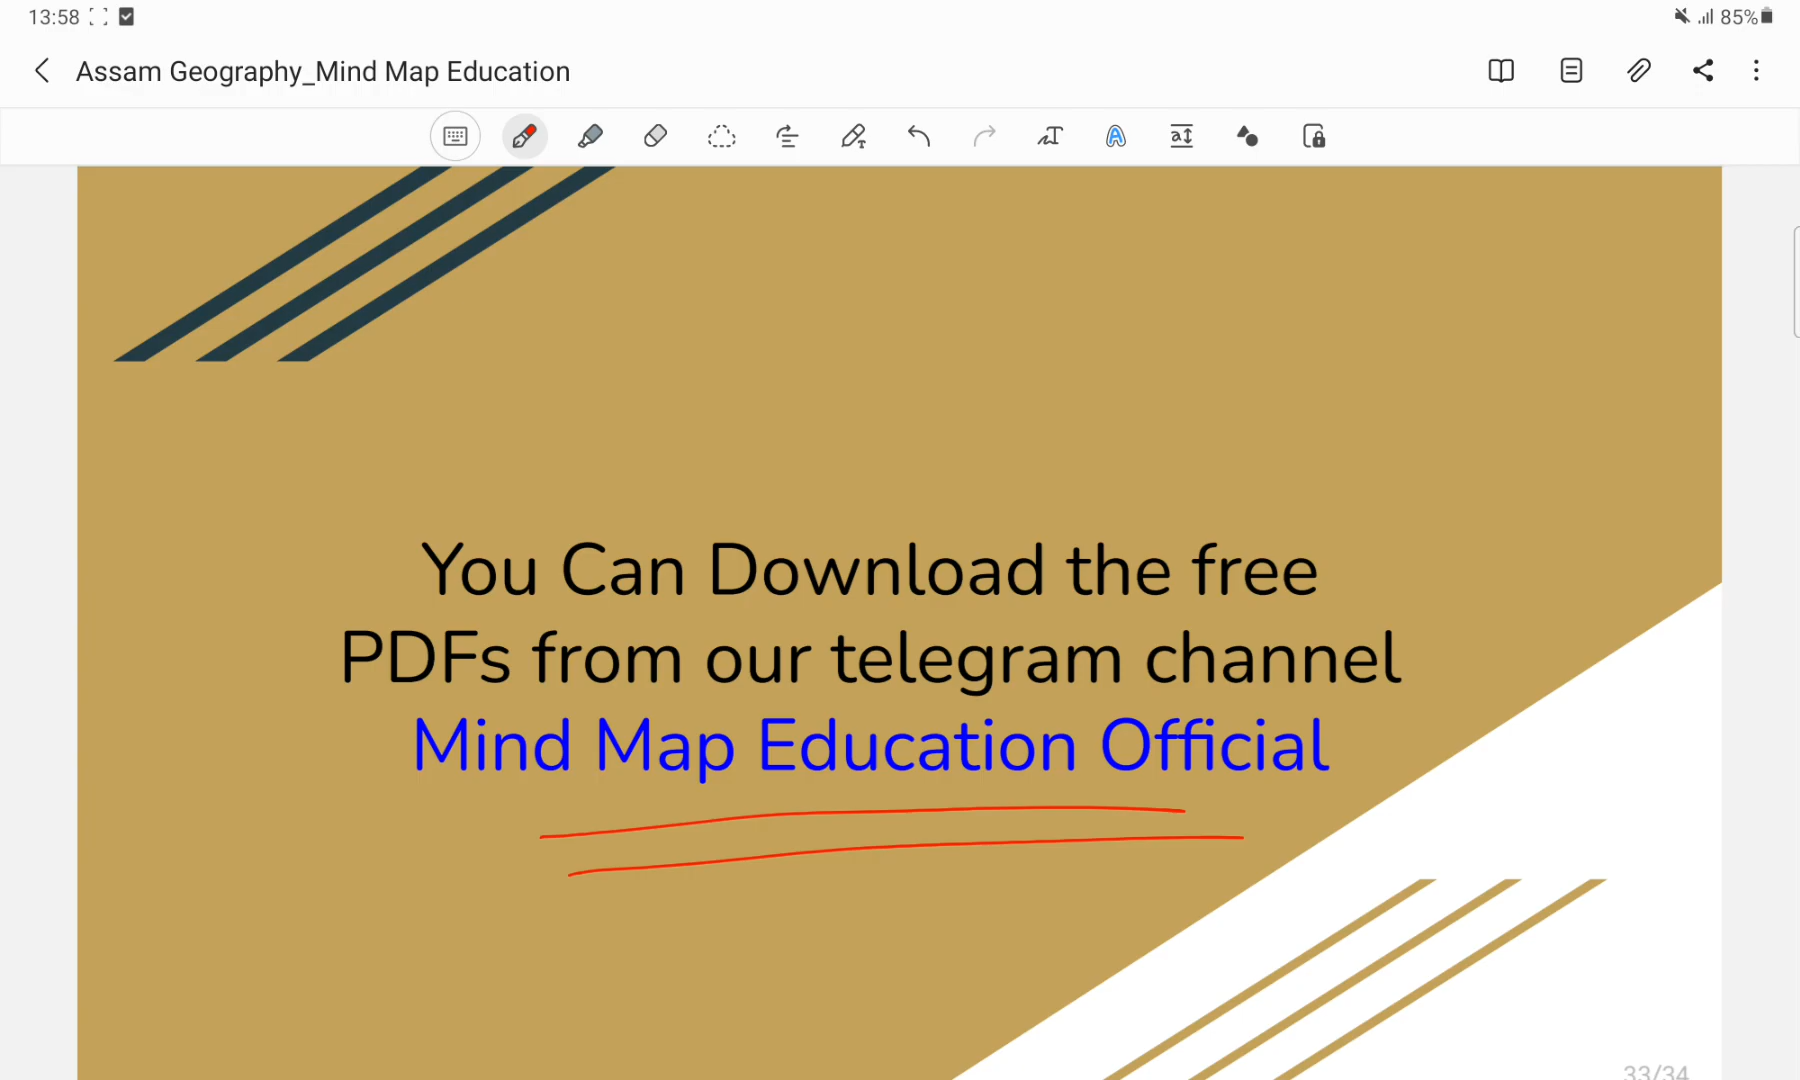 13:58
85%
Assam Geography_Mind Map Education
You Can Download the free
PDFs from our telegram channel
Mind Map Education Official
33/34